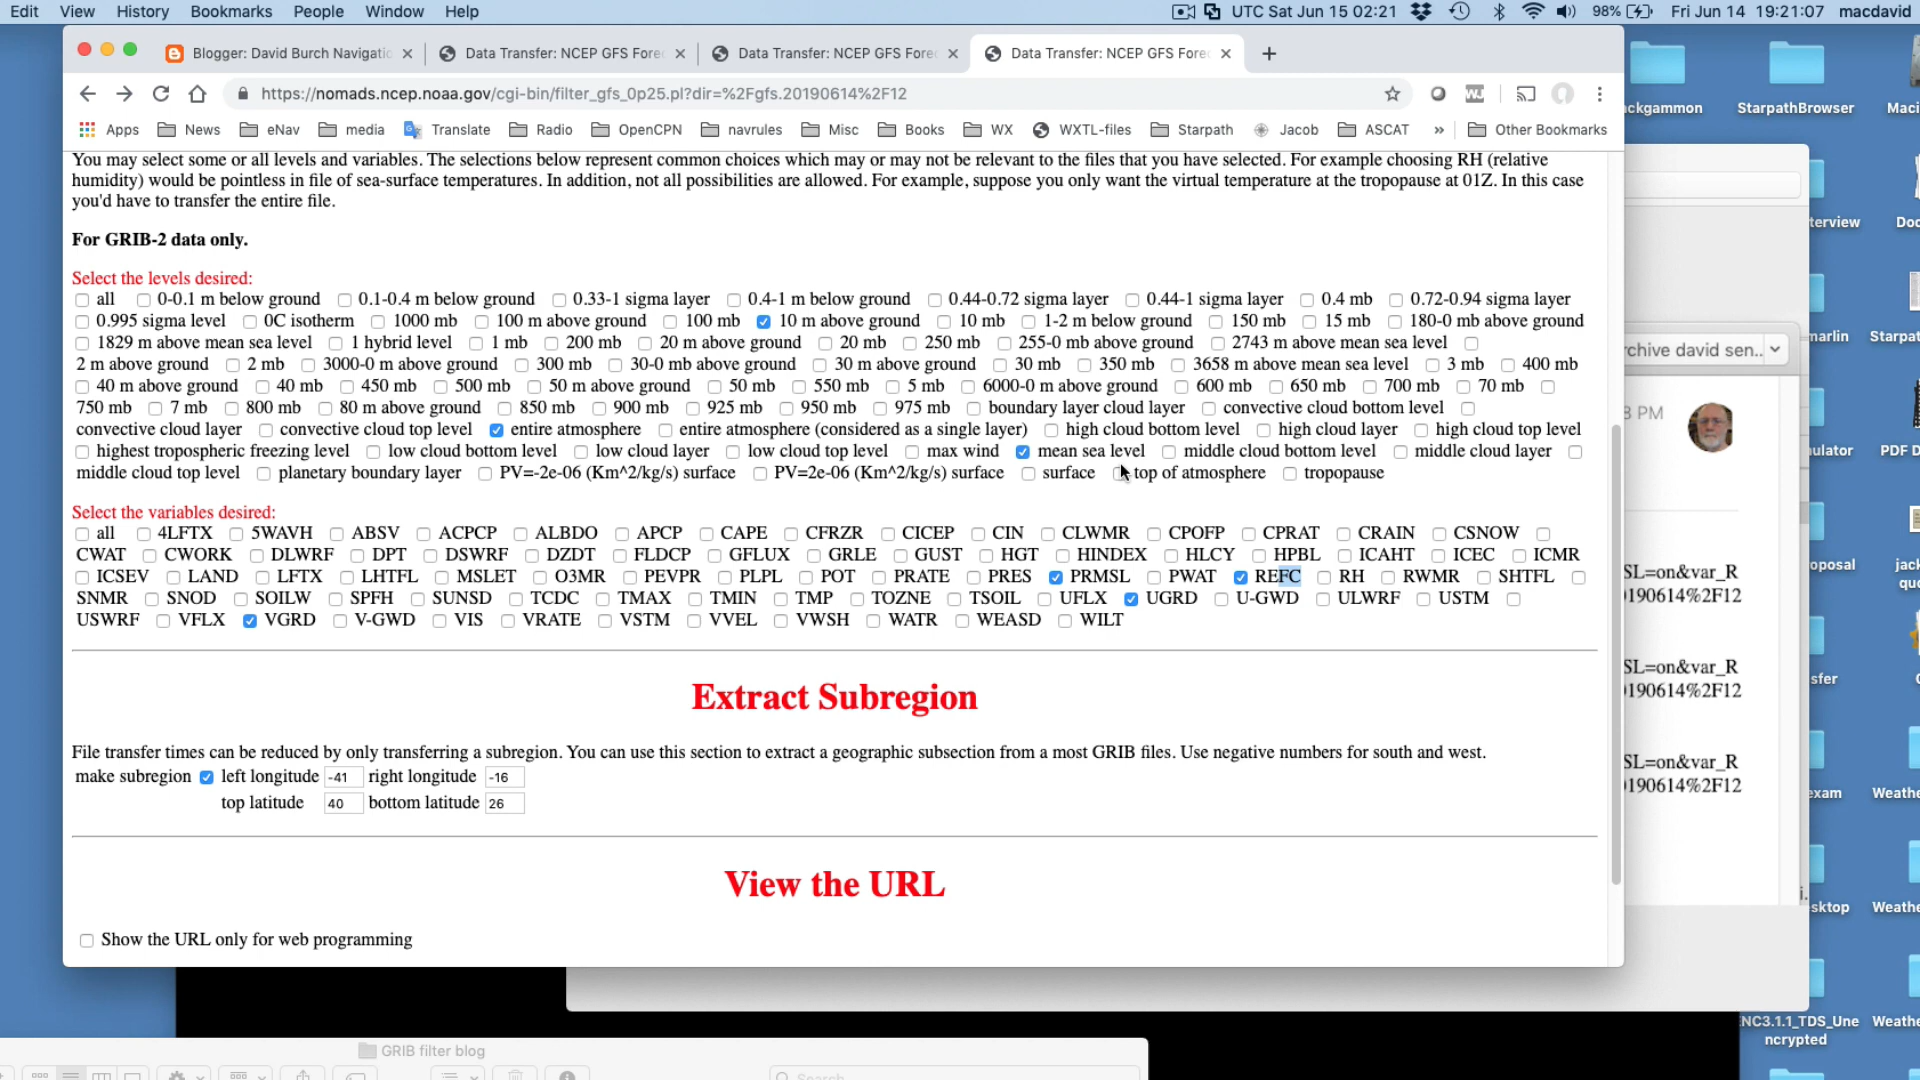 Edit View History Bookmarks People Window Help UTC Sat Jun 15 02:21 98% Fri Jun 14 19:21:07 macdavid
Blogger: David Burch Navigatio Data Transfer: NCEP GFS Fore Data Transfer: NCEP GFS Fore Data Transfer: NCEP GFS Fore
https://nomads.ncep.noaa.gov/cgi-bin/filter_gfs_0p25.pl?dir=%2Fgfs.20190614%2F12
Apps News eNav media Translate Radio OpenCPN navrules Misc Books WX WXTL-files Starpath Jacob ASCAT » Other Bookmarks
You may select some or all levels and variables. The selections below represent common choices which may or may not be relevant to the files that you have selected. For example choosing RH (relative
humidity) would be pointless in file of sea-surface temperatures. In addition, not all possibilities are allowed. For example, suppose you only want the virtual temperature at the tropopause at 01Z. In this case
you'd have to transfer the entire file.
For GRIB-2 data only.
Select the levels desired:
all 0-0.1 m below ground 0.1-0.4 m below ground 0.33-1 sigma layer 0.4-1 m below ground 0.44-0.72 sigma layer 0.44-1 sigma layer 0.4 mb 0.72-0.94 sigma layer
0.995 sigma level 0C isotherm 1000 mb 100 m above ground 100 mb 10 m above ground 10 mb 1-2 m below ground 150 mb 15 mb 180-0 mb above ground
1829 m above mean sea level 1 hybrid level 1 mb 200 mb 20 m above ground 20 mb 250 mb 255-0 mb above ground 2743 m above mean sea level
2 m above ground 2 mb 3000-0 m above ground 300 mb 30-0 mb above ground 30 m above ground 30 mb 350 mb 3658 m above mean sea level 3 mb 400 mb
40 m above ground 40 mb 450 mb 500 mb 50 m above ground 50 mb 550 mb 5 mb 6000-0 m above ground 600 mb 650 mb 700 mb 70 mb
750 mb 7 mb 800 mb 80 m above ground 850 mb 900 mb 925 mb 950 mb 975 mb boundary layer cloud layer convective cloud bottom level
convective cloud layer convective cloud top level entire atmosphere entire atmosphere (considered as a single layer) high cloud bottom level high cloud layer high cloud top level
highest tropospheric freezing level low cloud bottom level low cloud layer low cloud top level max wind mean sea level middle cloud bottom level middle cloud layer
middle cloud top level planetary boundary layer PV=-2e-06 (Km^2/kg/s) surface PV=2e-06 (Km^2/kg/s) surface surface top of atmosphere tropopause
Select the variables desired:
all 4LFTX 5WAVH ABSV ACPCP ALBDO APCP CAPE CFRZR CICEP CIN CLWMR CPOFP CPRAT CRAIN CSNOW
CWAT CWORK DLWRF DPT DSWRF DZDT FLDCP GFLUX GRLE GUST HGT HINDEX HLCY HPBL ICAHT ICEC ICMR
ICSEV LAND LFTX LHTFL MSLET O3MR PEVPR PLPL POT PRATE PRES PRMSL PWAT REFC RH RWMR SHTFL
SNMR SNOD SOILW SPFH SUNSD TCDC TMAX TMIN TMP TOZNE TSOIL UFLX UGRD U-GWD ULWRF USTM
USWRF VFLX VGRD V-GWD VIS VRATE VSTM VVEL VWSH WATR WEASD WILT
Extract Subregion
File transfer times can be reduced by only transferring a subregion. You can use this section to extract a geographic subsection from a most GRIB files. Use negative numbers for south and west.
make subregion left longitude -41 right longitude -16
top latitude 40 bottom latitude 26
View the URL
Show the URL only for web programming
GRIB filter blog
Search
ckgammon StarpathBrowser Maci
terview Doc
marlin Starpat
rchive david sen..
3 PM
mulator PDF D
SL=on&var_R
190614%2F12
oposal jack
quo
SL=on&var_R
190614%2F12
sfer
SL=on&var_R
190614%2F12
exam Weathe
i.
sktop Weathe
NC3.1.1_TDS_Une
ncrypted
Weathe